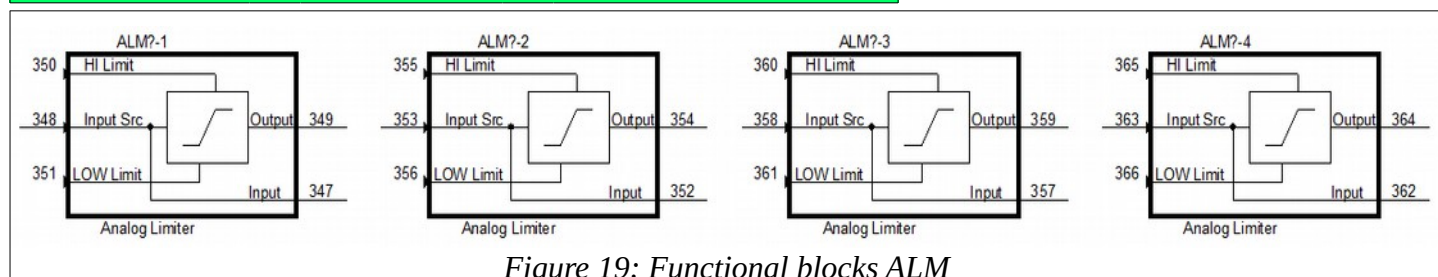 ALM?-1 ALM?-2 ALM?-3 ALM?-4
350 HI Limit 355 HI Limit 360 HI Limit 365 HI Limit
348 Input Src Output 349 353 Input Src Output 354 358 Input Src Output 359 363 Input Src Output 364
351 LOW Limit 356 LOW Limit 361 LOW Limit 366 LOW Limit
Input 347 Input 352 Input 357 Input 362
Analog Limiter Analog Limiter Analog Limiter Analog Limiter
Figure 19: Functional blocks ALM